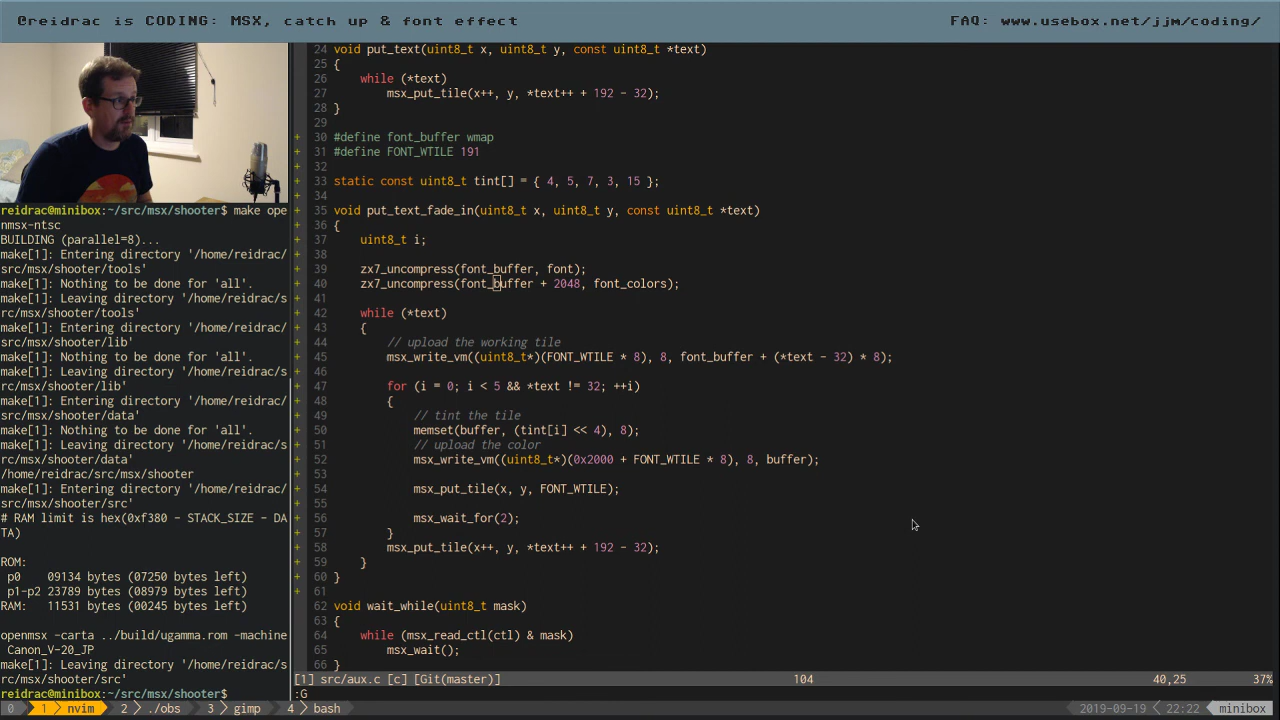 @reidrac is CODING: MSX, catch up & font effect
FAQ: www.usebox.net/jjm/coding/
reidrac@minibox:~/src/msx/shooter$ make ope
nmsx-ntsc
BUILDING (parallel=8)...
make[1]: Entering directory '/home/reidrac/
src/msx/shooter/tools'
make[1]: Nothing to be done for 'all'.
make[1]: Leaving directory '/home/reidrac/s
rc/msx/shooter/tools'
make[1]: Entering directory '/home/reidrac/
src/msx/shooter/lib'
make[1]: Nothing to be done for 'all'.
make[1]: Leaving directory '/home/reidrac/s
rc/msx/shooter/lib'
make[1]: Entering directory '/home/reidrac/
src/msx/shooter/data'
make[1]: Nothing to be done for 'all'.
make[1]: Leaving directory '/home/reidrac/s
rc/msx/shooter/data'
/home/reidrac/src/msx/shooter
make[1]: Entering directory '/home/reidrac/
src/msx/shooter/src'
# RAM limit is hex(0xf380 - STACK_SIZE - DA
TA)
ROM:
p0    09134 bytes (07250 bytes left)
p1-p2 23789 bytes (08979 bytes left)
RAM:   11531 bytes (00245 bytes left)
openmsx -carta ../build/ugamma.rom -machine
Canon_V-20_JP
make[1]: Leaving directory '/home/reidrac/s
rc/msx/shooter/src'
reidrac@minibox:~/src/msx/shooter$
24 void put_text(uint8_t x, uint8_t y, const uint8_t *text)
25 {
26     while (*text)
27         msx_put_tile(x++, y, *text++ + 192 - 32);
28 }
29
+ 30 #define font_buffer wmap
+ 31 #define FONT_WTILE 191
+ 32
+ 33 static const uint8_t tint[] = { 4, 5, 7, 3, 15 };
+ 34
+ 35 void put_text_fade_in(uint8_t x, uint8_t y, const uint8_t *text)
+ 36 {
+ 37     uint8_t i;
+ 38
+ 39     zx7_uncompress(font_buffer, font);
+ 40     zx7_uncompress(font_buffer + 2048, font_colors);
+ 41
+ 42     while (*text)
+ 43     {
+ 44         // upload the working tile
+ 45         msx_write_vm((uint8_t*)(FONT_WTILE * 8), 8, font_buffer + (*text - 32) * 8);
+ 46
+ 47         for (i = 0; i < 5 && *text != 32; ++i)
+ 48         {
+ 49             // tint the tile
+ 50             memset(buffer, (tint[i] << 4), 8);
+ 51             // upload the color
+ 52             msx_write_vm((uint8_t*)(0x2000 + FONT_WTILE * 8), 8, buffer);
+ 53
+ 54             msx_put_tile(x, y, FONT_WTILE);
+ 55
+ 56             msx_wait_for(2);
+ 57         }
+ 58         msx_put_tile(x++, y, *text++ + 192 - 32);
+ 59     }
+ 60 }
+ 61
62 void wait_while(uint8_t mask)
63 {
64     while (msx_read_ctl(ctl) & mask)
65         msx_wait();
66 }
[1] src/aux.c [c] [Git(master)] 104 40,25 37%
:G
0 1 nvim 2 ./obs 3 gimp 4 bash 2019-09-19 22:22 minibox